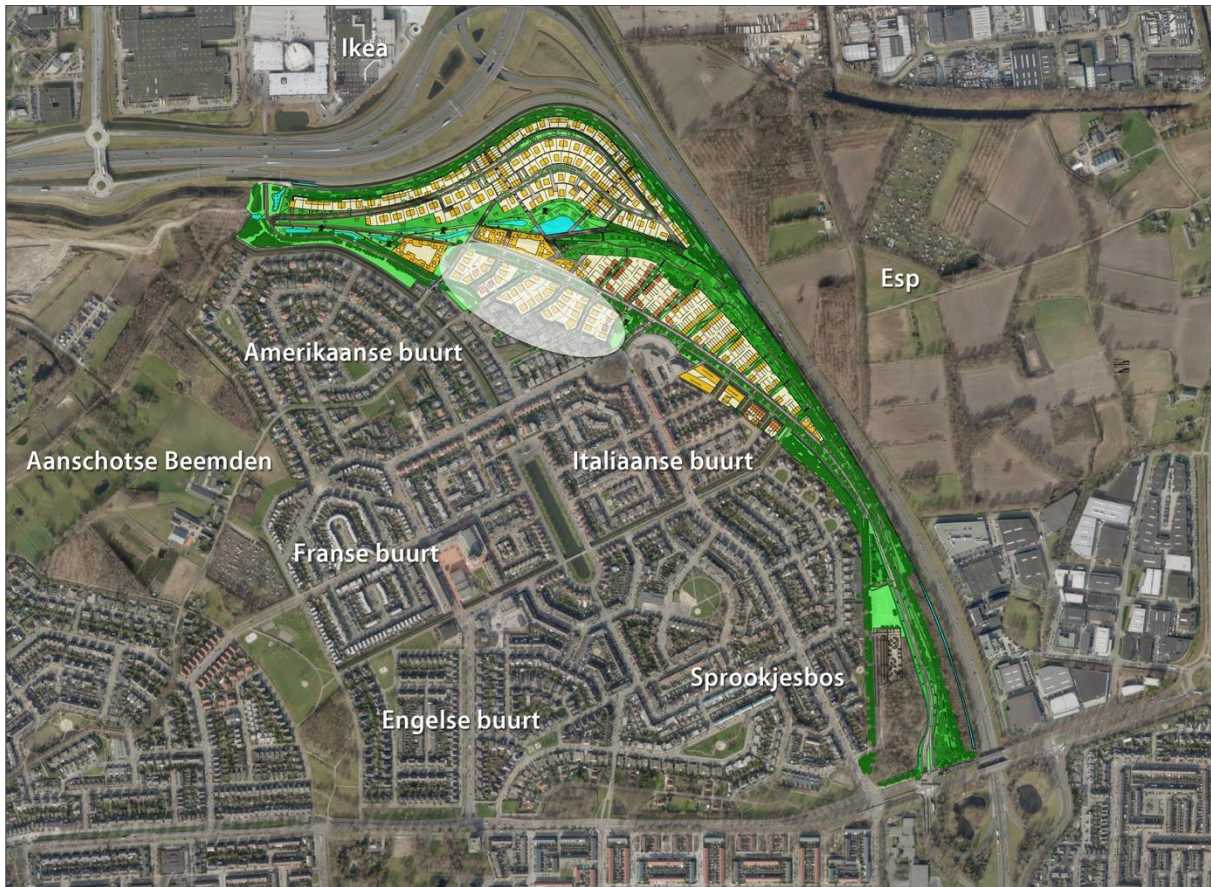 Ikea
Esp
Amerikaanse buurt
Aanschotse Beemden
Italiaanse buurt
Franse buurt
Sprookjesbos
Engelse buurt